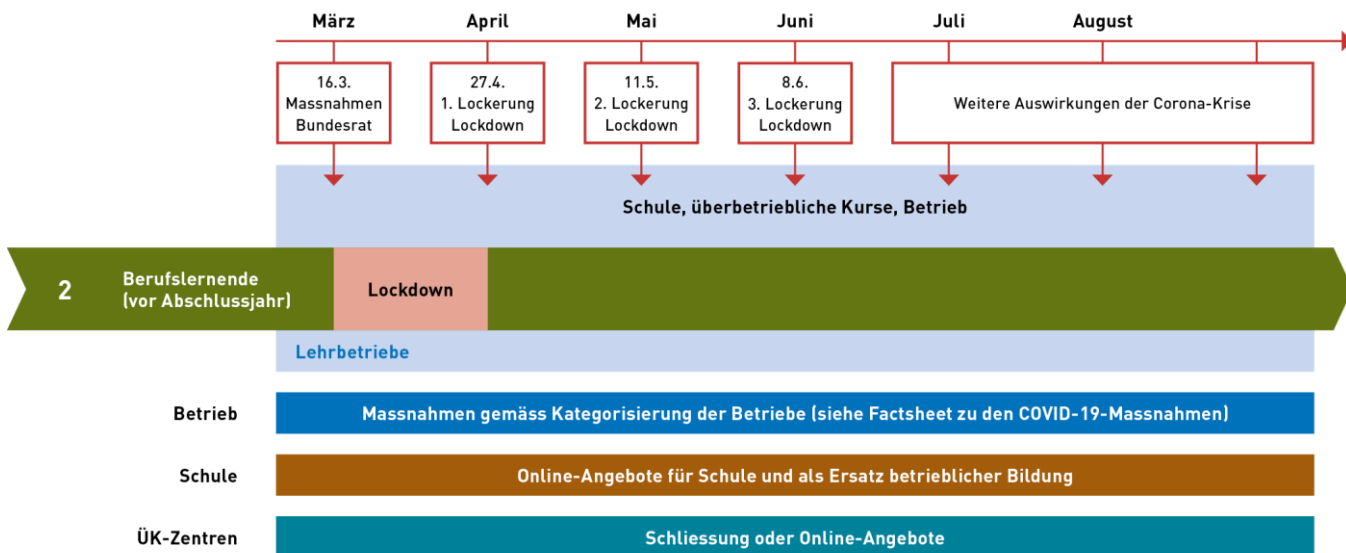 März April Mai Juni Juli August
16.3.
Massnahmen
Bundesrat
27.4.
1. Lockerung
Lockdown
11.5.
2. Lockerung
Lockdown
8.6.
3. Lockerung
Lockdown
Weitere Auswirkungen der Corona-Krise
Schule, überbetriebliche Kurse, Betrieb
2
Berufslernende
(vor Abschlussjahr)
Lockdown
Lehrbetriebe
Betrieb
Massnahmen gemäss Kategorisierung der Betriebe (siehe Factsheet zu den COVID-19-Massnahmen)
Schule
Online-Angebote für Schule und als Ersatz betrieblicher Bildung
ÜK-Zentren
Schliessung oder Online-Angebote